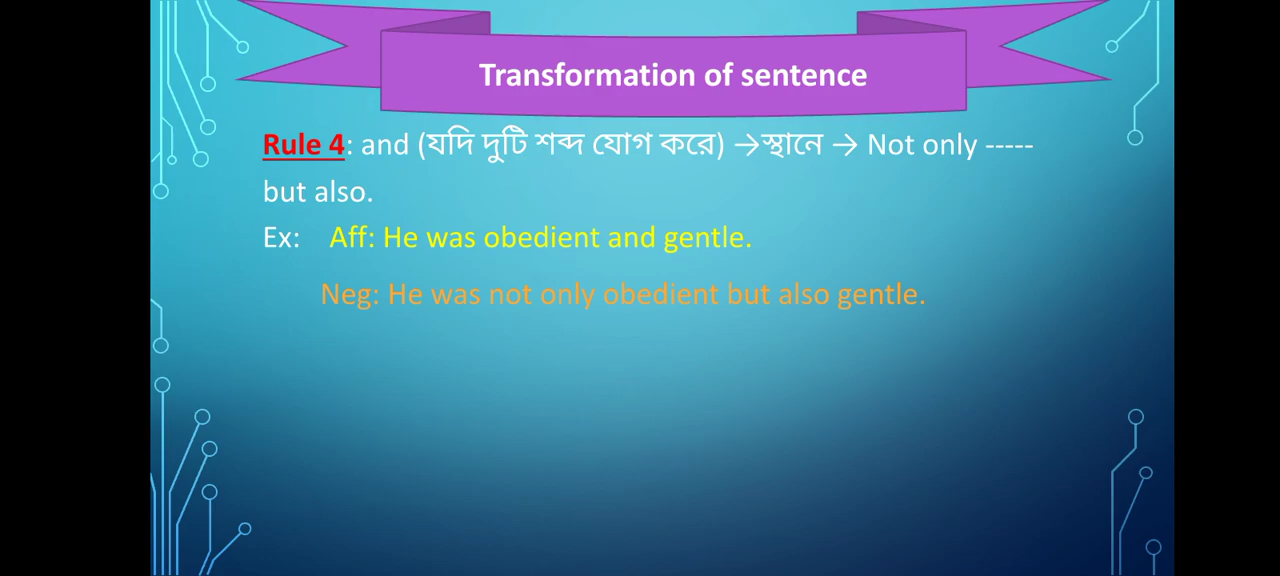 Transformation of sentence
Rule 4: and (যদি দুটি শব্দ যোগ করে) →স্থানে → Not only -----
but also.
Ex: Aff: He was obedient and gentle.
Neg: He was not only obedient but also gentle.